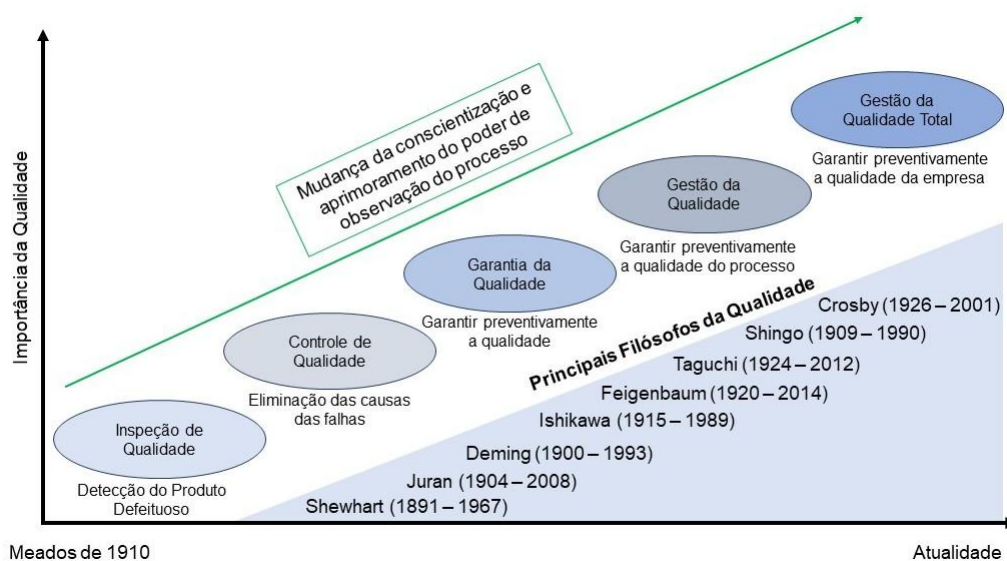 Importância da Qualidade
Mudança da conscientização e
aprimoramento do poder de
observação do processo
Gestão da
Qualidade Total
Garantir preventivamente
a qualidade da empresa
Gestão da
Qualidade
Garantir preventivamente
a qualidade do processo
Garantia da
Qualidade
Garantir preventivamente
a qualidade
Controle de
Qualidade
Eliminação das causas
das falhas
Inspeção de
Qualidade
Detecção do Produto
Defeituoso
Principais Filósofos da Qualidade
Crosby (1926 – 2001)
Shingo (1909 – 1990)
Taguchi (1924 – 2012)
Feigenbaum (1920 – 2014)
Ishikawa (1915 – 1989)
Deming (1900 – 1993)
Juran (1904 – 2008)
Shewhart (1891 – 1967)
Meados de 1910
Atualidade